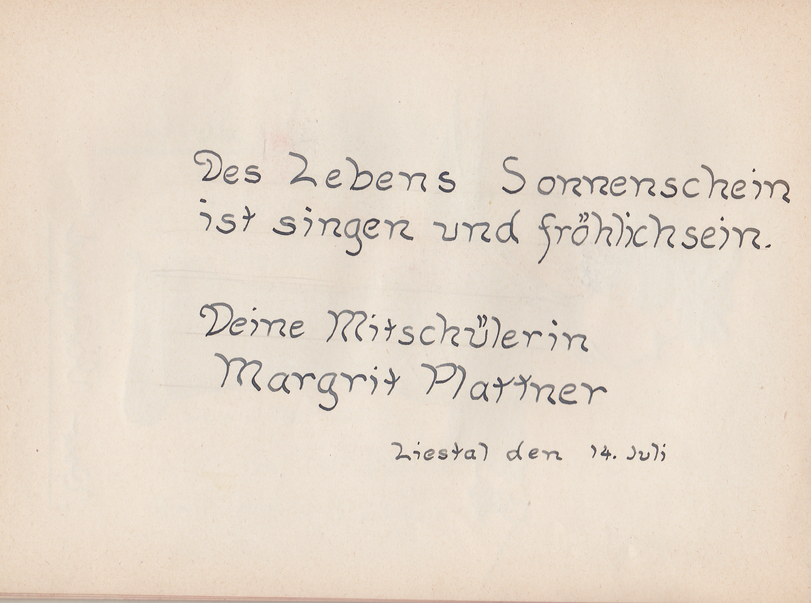 Des Lebens Sonnenschein
ist singen und fröhlichsein.
Deine Mitschülerin
Margrit Plattner
Liestal den 14. Juli